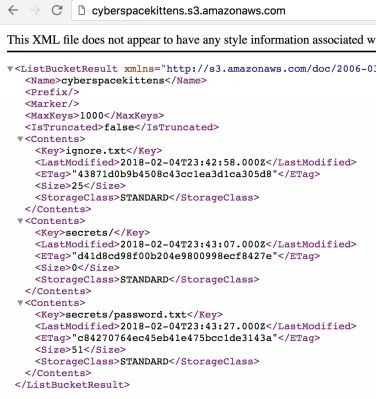 cyberspacekittens.s3.amazonaws.com
This XML file does not appear to have any style information associated w
▼<ListBucketResult xmlns="http://s3.amazonaws.com/doc/2006-03
<Name>cyberspacekittens</Name>
<Prefix/>
<Marker/>
<MaxKeys>1000</MaxKeys>
<IsTruncated>false</IsTruncated>
▼<Contents>
<Key>ignore.txt</Key>
<LastModified>2018-02-04T23:42:58.000Z</LastModified>
<ETag>"43871d0b9b4508c43cc1ea3d1ca305d8"</ETag>
<Size>25</Size>
<StorageClass>STANDARD</StorageClass>
</Contents>
▼<Contents>
<Key>secrets/</Key>
<LastModified>2018-02-04T23:43:07.000Z</LastModified>
<ETag>"d41d8cd98f00b204e9800998ecf8427e"</ETag>
<Size>0</Size>
<StorageClass>STANDARD</StorageClass>
</Contents>
▼<Contents>
<Key>secrets/password.txt</Key>
<LastModified>2018-02-04T23:43:27.000Z</LastModified>
<ETag>"c84270764ec45eb41e475bcc1de3143a"</ETag>
<Size>51</Size>
<StorageClass>STANDARD</StorageClass>
</Contents>
</ListBucketResult>